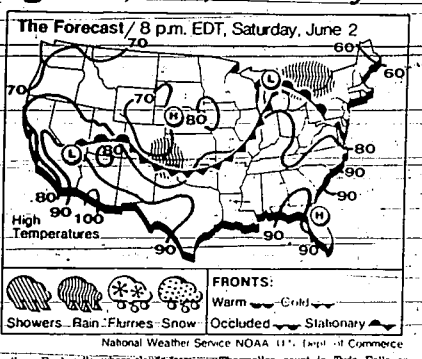 The Forecast / 8 p.m. EDT, Saturday, June 2
70
60
60
70
70
H
80
L
L
80
80
90
90
80
90
100
High
Temperatures
90
90
H
90
Showers Rain Flurries Snow
FRONTS:
Warm Cold
Occluded Stationary
National Weather Service NOAA U.S. Dept. of Commerce